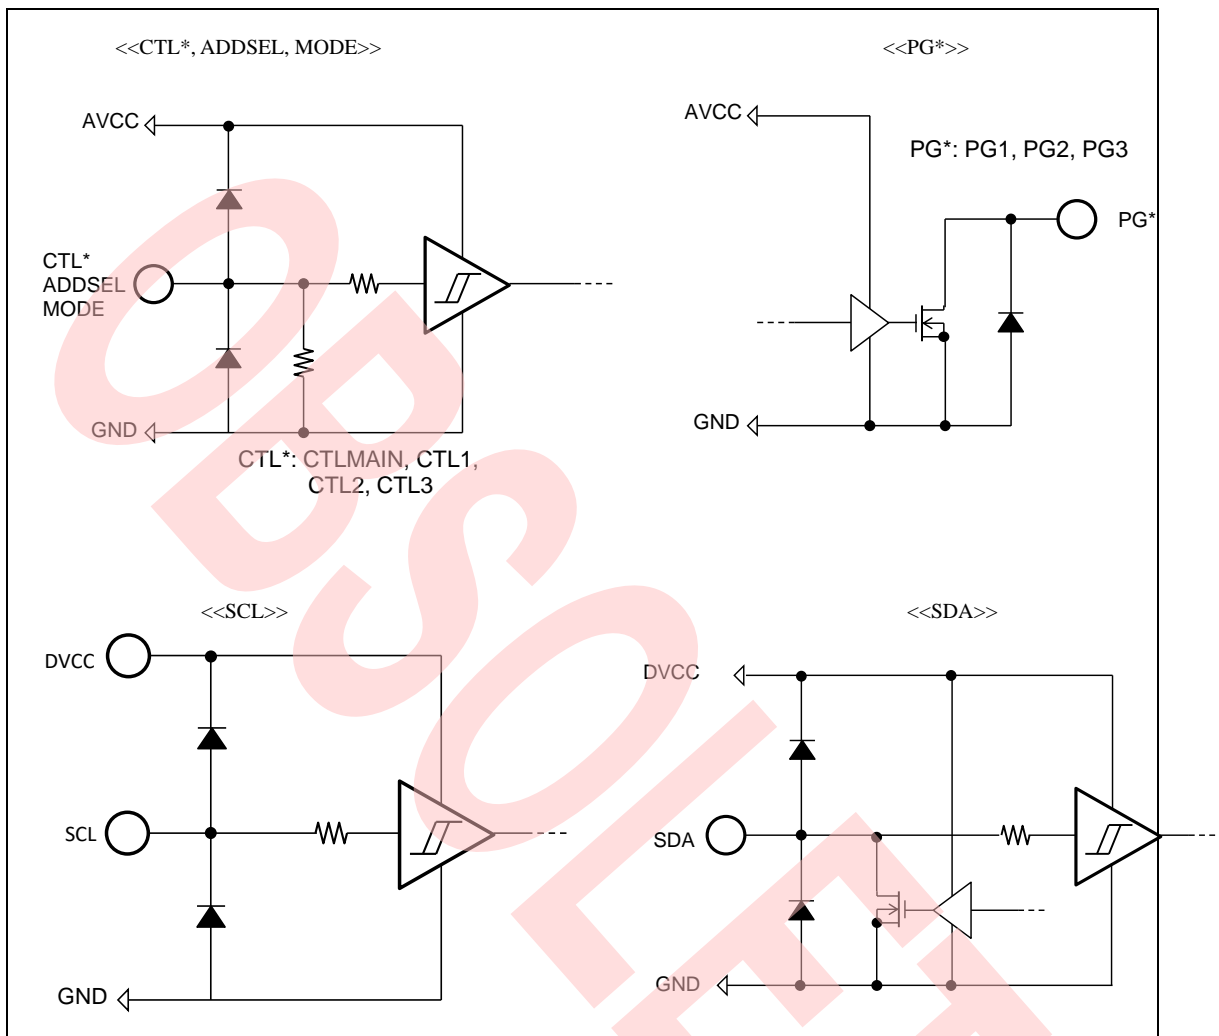 <<CTL*, ADDSEL, MODE>>
AVCC
CTL*
ADDSEL
MODE
GND
CTL*: CTLMAIN, CTL1,
CTL2, CTL3
<<PG*>>
AVCC
PG*: PG1, PG2, PG3
PG*
GND
<<SCL>>
DVCC
SCL
GND
<<SDA>>
DVCC
SDA
GND
OBSOLET